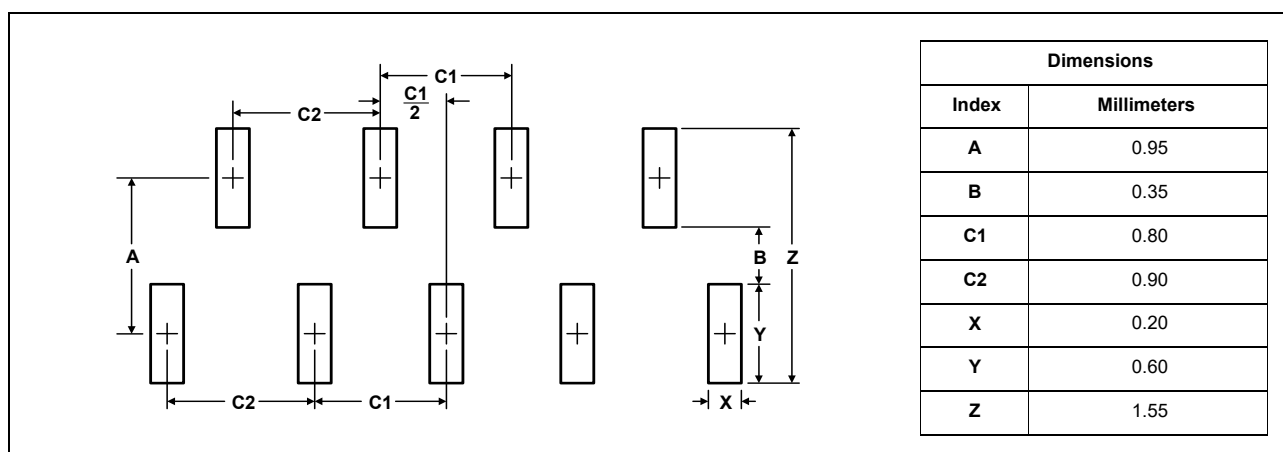 C1
C1
2
C2
A
B
Z
Y
C2
C1
X
Dimensions
Index Millimeters
A 0.95
B 0.35
C1 0.80
C2 0.90
X 0.20
Y 0.60
Z 1.55